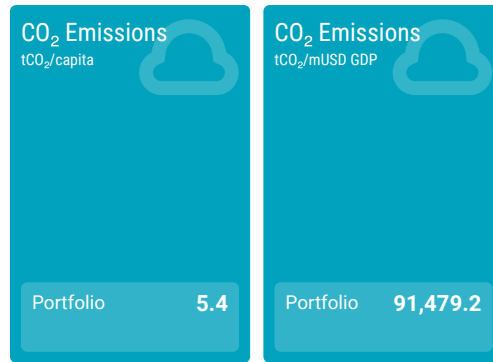 CO₂ Emissions
tCO₂/capita
Portfolio 5.4
CO₂ Emissions
tCO₂/mUSD GDP
Portfolio 91,479.2